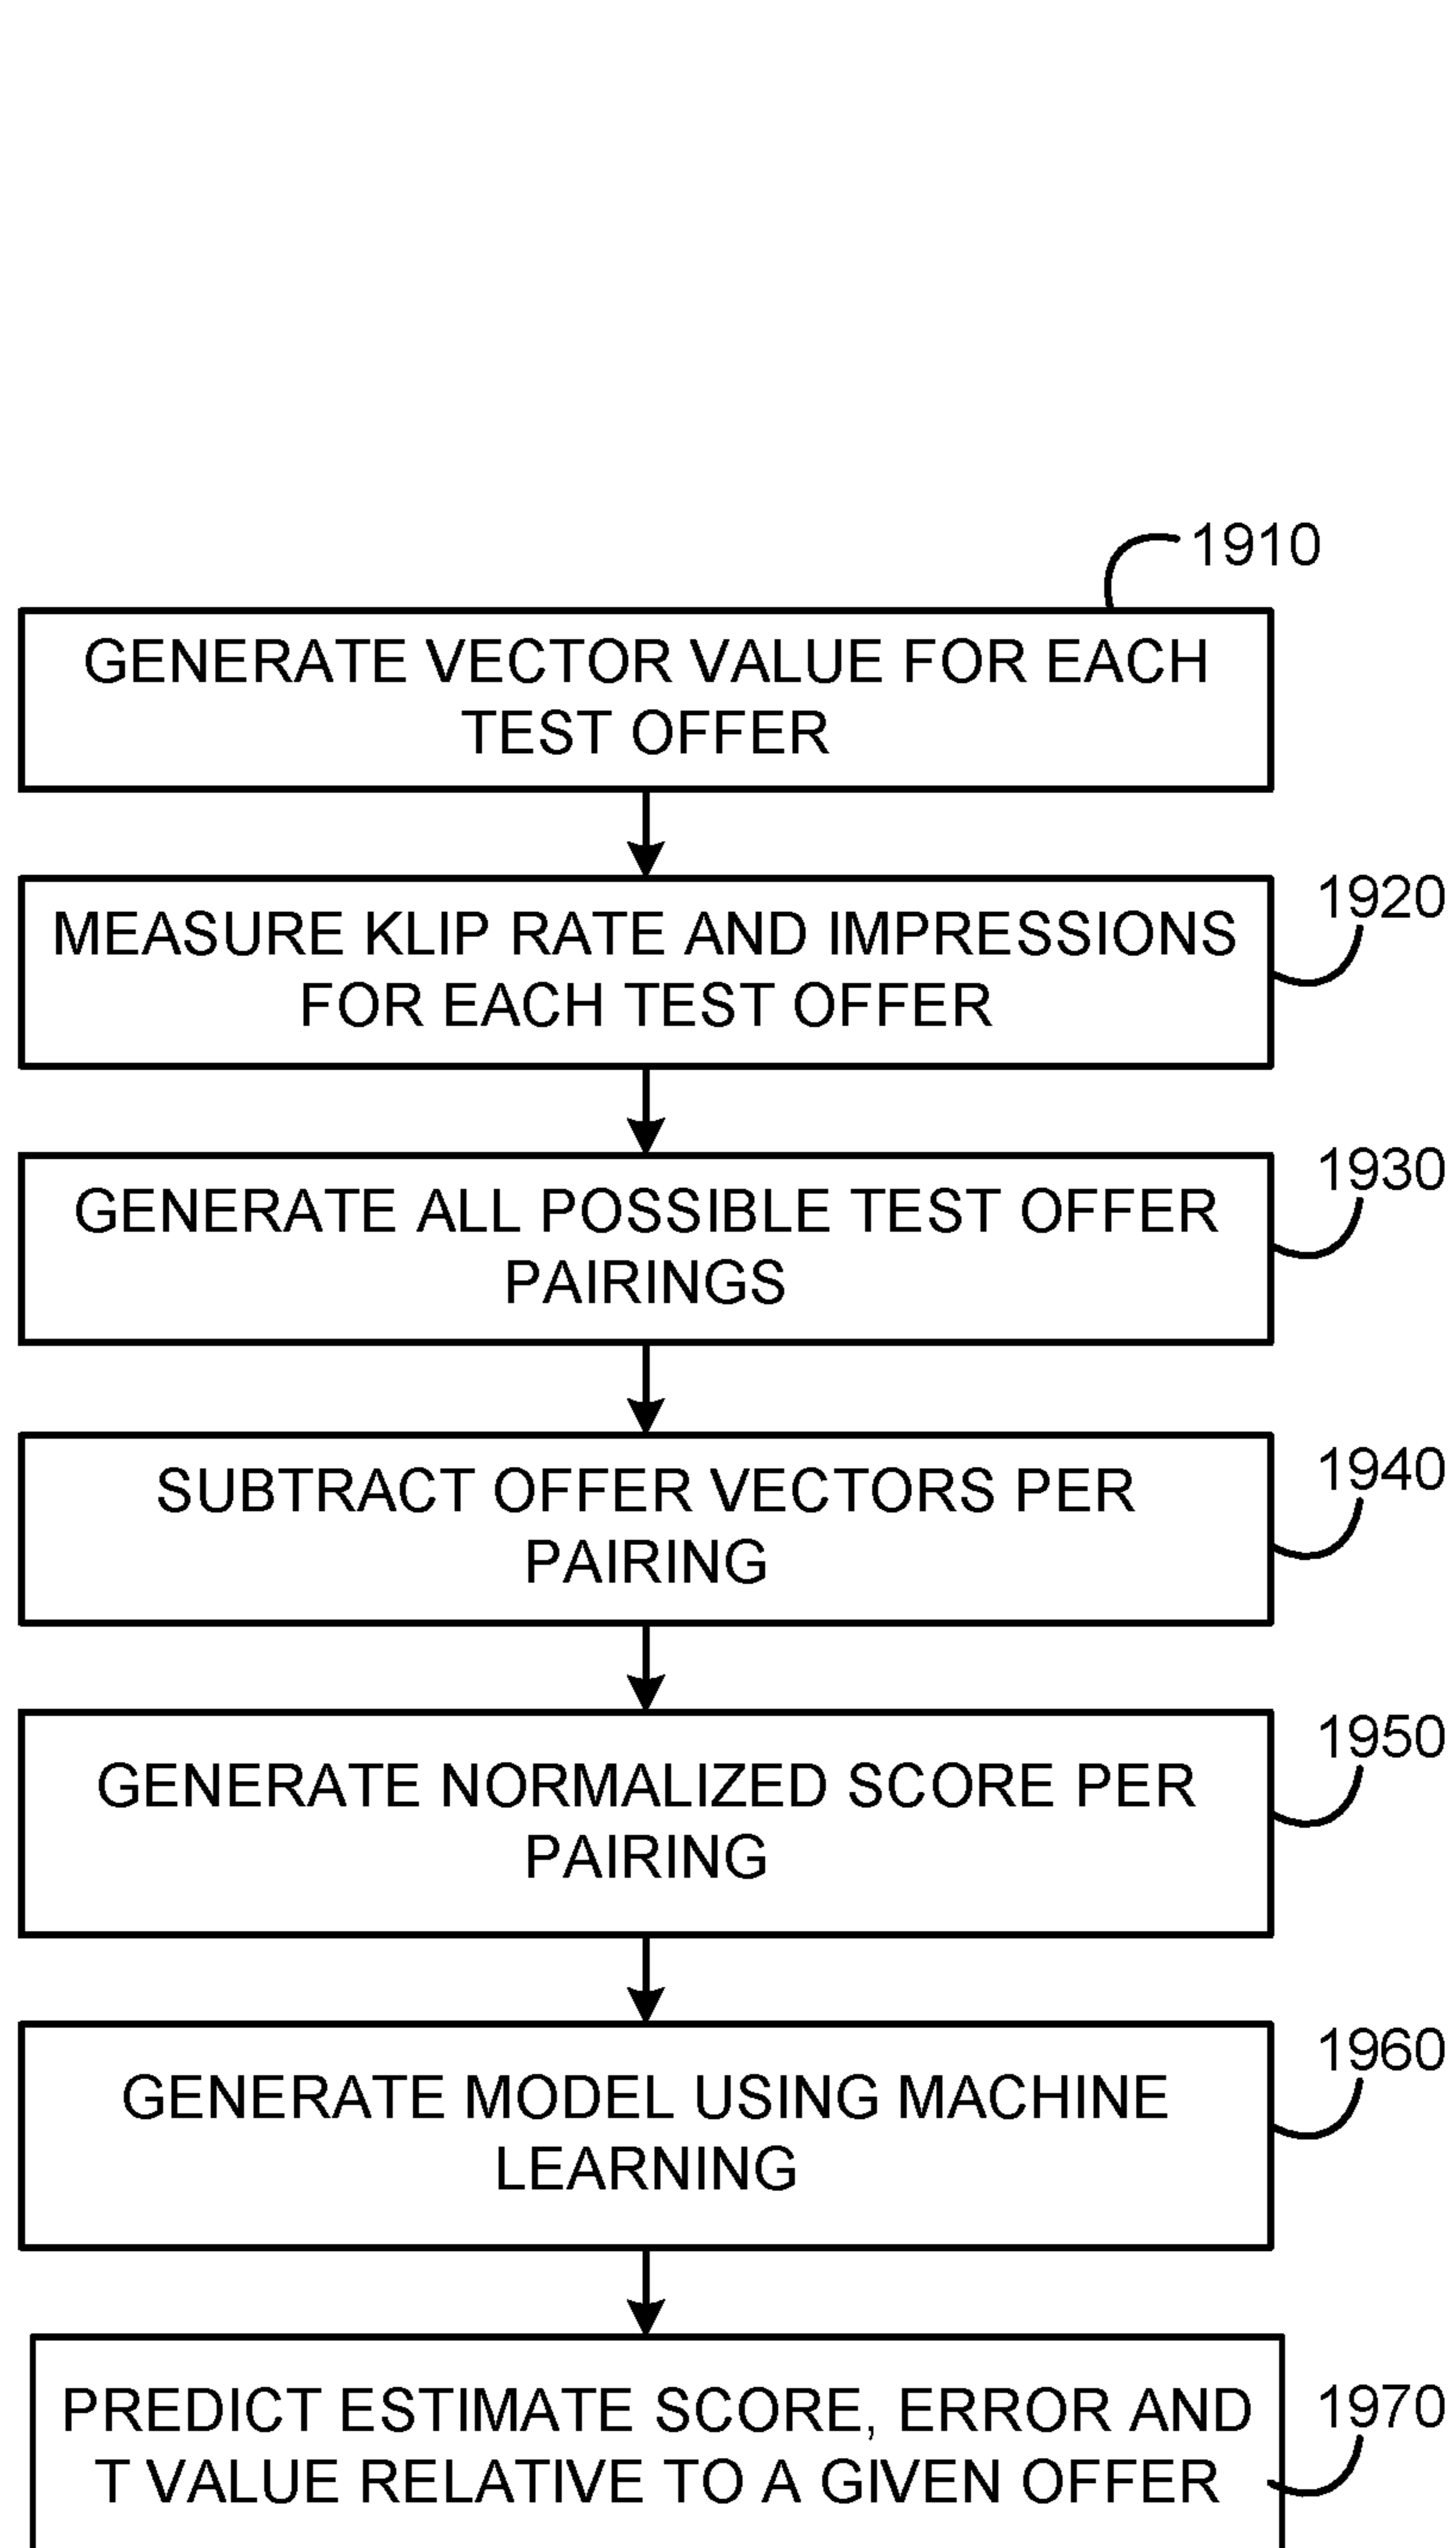 1910
GENERATE VECTOR VALUE FOR EACH
TEST OFFER
1920
MEASURE KLIP RATE AND IMPRESSIONS
FOR EACH TEST OFFER
1930
GENERATE ALL POSSIBLE TEST OFFER
PAIRINGS
1940
SUBTRACT OFFER VECTORS PER
PAIRING
1950
GENERATE NORMALIZED SCORE PER
PAIRING
1960
GENERATE MODEL USING MACHINE
LEARNING
1970
PREDICT ESTIMATE SCORE, ERROR AND
T VALUE RELATIVE TO A GIVEN OFFER